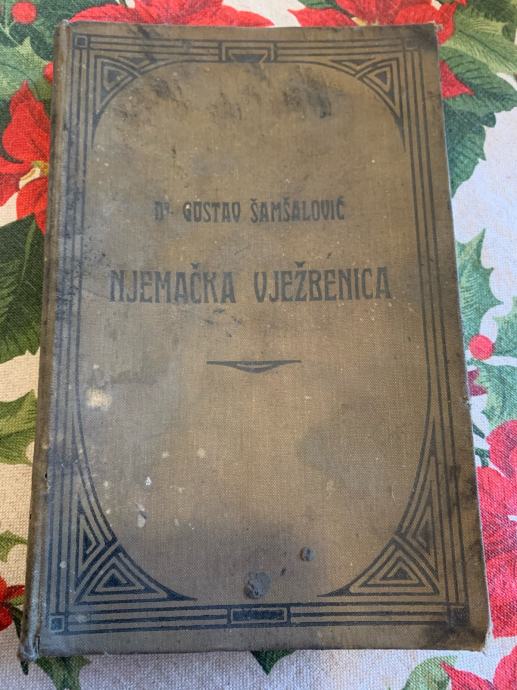 Dr. GUSTAV ŠAMŠALOVIĆ
NJEMAČKA VJEŽBENICA